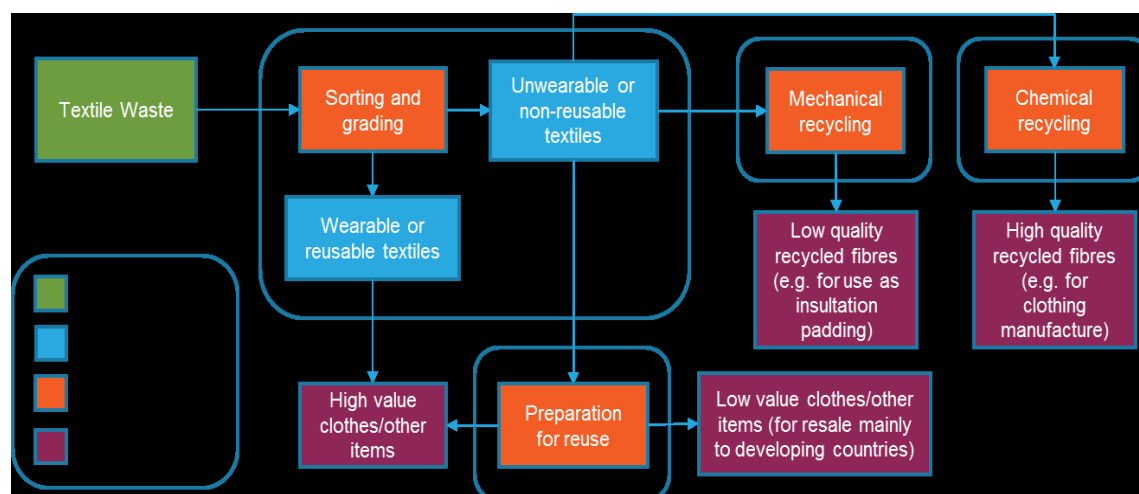 Textile Waste
Sorting and
grading
Unwearable or
non-reusable
textiles
Mechanical
recycling
Chemical
recycling
Wearable or
reusable textiles
Low quality
recycled fibres
(e.g. for use as
insultation
padding)
High quality
recycled fibres
(e.g. for
clothing
manufacture)
High value
clothes/other
items
Preparation
for reuse
Low value clothes/other
items (for resale mainly
to developing countries)